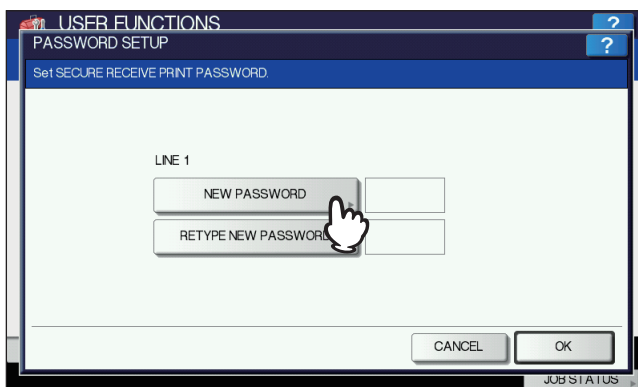 USER FUNCTIONS
?
PASSWORD SETUP
?
Set SECURE RECEIVE PRINT PASSWORD.
LINE 1
NEW PASSWORD
RETYPE NEW PASSWORD
CANCEL
OK
JOB STATUS